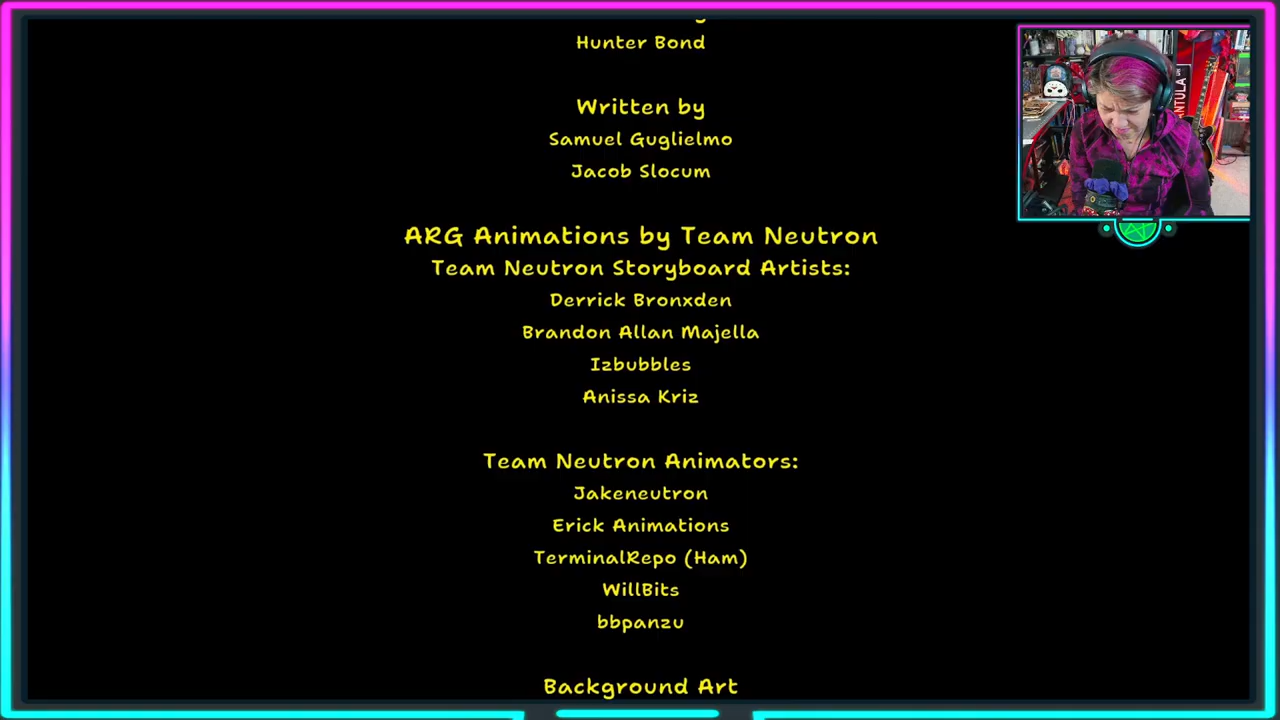 Hunter Bond
Written by
Samuel Guglielmo
Jacob Slocum
ARG Animations by Team Neutron
Team Neutron Storyboard Artists:
Derrick Bronxden
Brandon Allan Majella
Izbubbles
Anissa Kriz
Team Neutron Animators:
Jakeneutron
Erick Animations
TerminalRepo (Ham)
WillBits
bbpanzu
Background Art